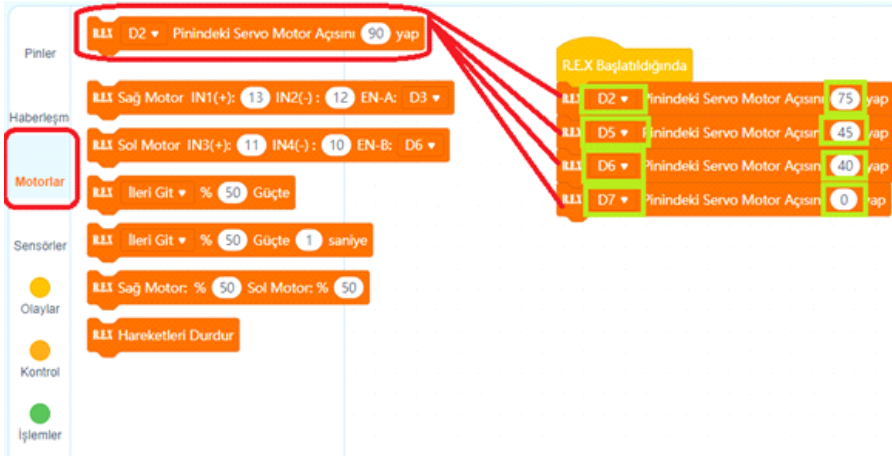 Pinler
Haberleşm
Motorlar
Sensörler
Olaylar
Kontrol
İşlemler
R.E.X D2 Pinindeki Servo Motor Açısını 90 yap
R.E.X Sağ Motor IN1(+): 13 IN2(-) : 12 EN-A: D3
R.E.X Sol Motor IN3(+): 11 IN4(-) : 10 EN-B: D6
R.E.X İleri Git % 50 Güçte
R.E.X İleri Git % 50 Güçte 1 saniye
R.E.X Sağ Motor: % 50 Sol Motor: % 50
R.E.X Hareketleri Durdur
R.E.X Başlatıldığında
R.E.X D2 Pinindeki Servo Motor Açısını 75 yap
R.E.X D5 Pinindeki Servo Motor Açısını 45 yap
R.E.X D6 Pinindeki Servo Motor Açısını 40 yap
R.E.X D7 Pinindeki Servo Motor Açısını 0 yap